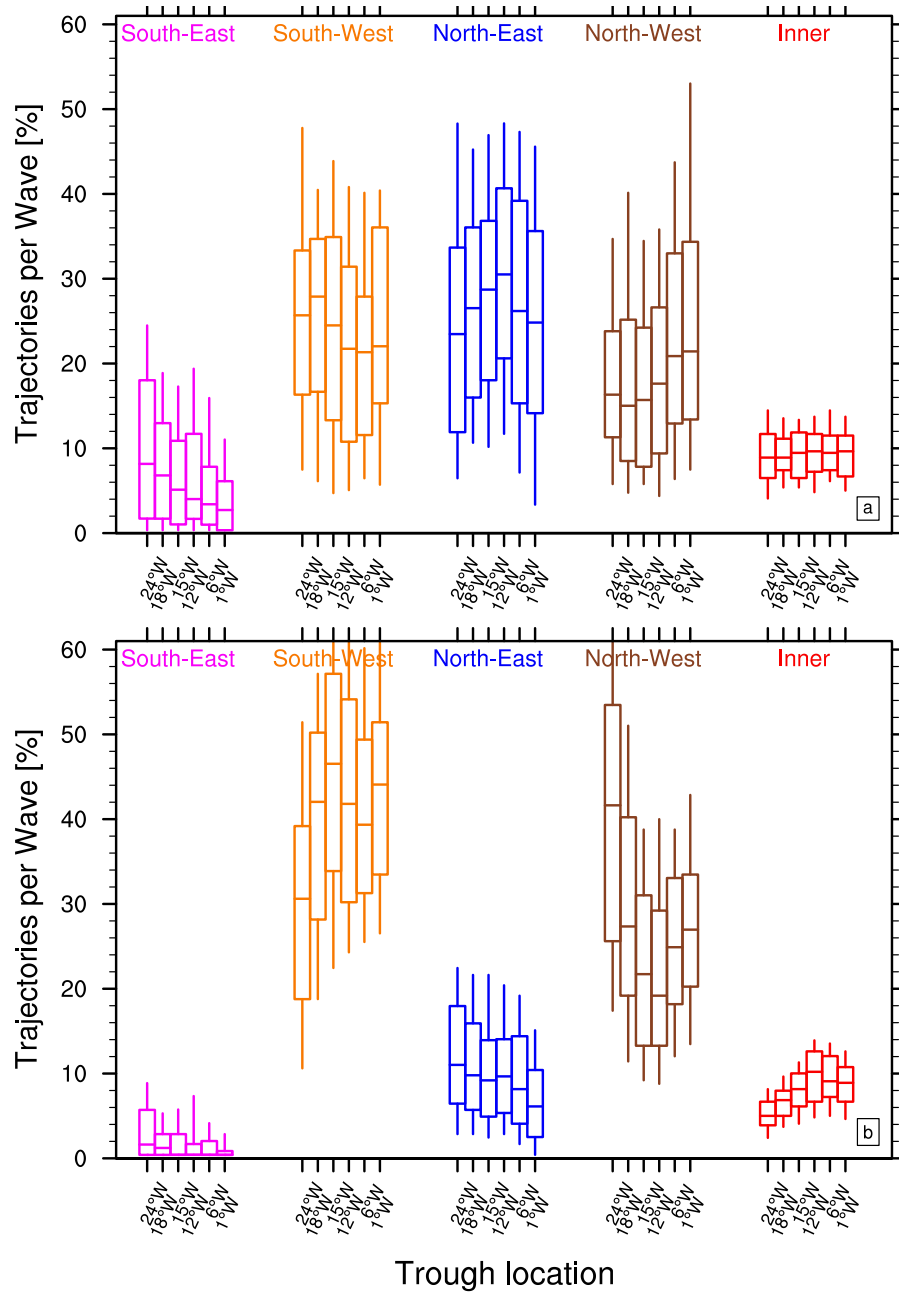 South-East South-West North-East North-West Inner
60
50
40
30
20
10
0
Trajectories per Wave [%]
a
24°W 18°W 15°W 12°W 6°W 1°W 24°W 18°W 15°W 12°W 6°W 1°W 24°W 18°W 15°W 12°W 6°W 1°W 24°W 18°W 15°W 12°W 6°W 1°W 24°W 18°W 15°W 12°W 6°W 1°W
South-East South-West North-East North-West Inner
60
50
40
30
20
10
0
Trajectories per Wave [%]
b
24°W 18°W 15°W 12°W 6°W 1°W 24°W 18°W 15°W 12°W 6°W 1°W 24°W 18°W 15°W 12°W 6°W 1°W 24°W 18°W 15°W 12°W 6°W 1°W 24°W 18°W 15°W 12°W 6°W 1°W
Trough location